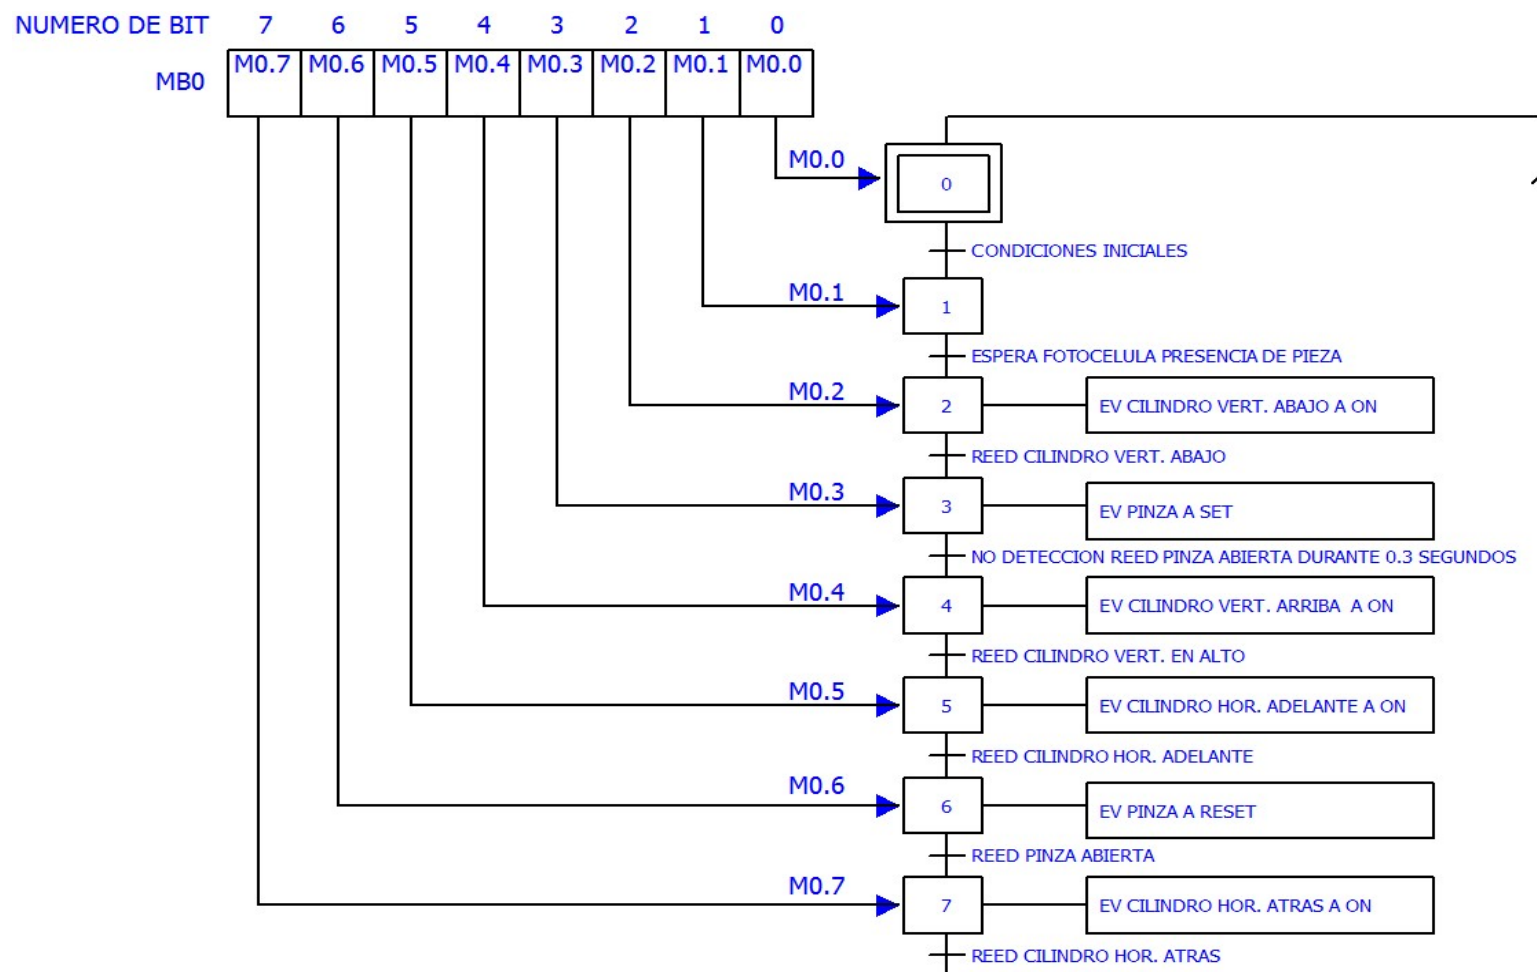 NUMERO DE BIT 7 6 5 4 3 2 1 0
MB0 M0.7 M0.6 M0.5 M0.4 M0.3 M0.2 M0.1 M0.0
M0.0 0
CONDICIONES INICIALES
M0.1 1
ESPERA FOTOCELULA PRESENCIA DE PIEZA
M0.2 2 EV CILINDRO VERT. ABAJO A ON
REED CILINDRO VERT. ABAJO
M0.3 3 EV PINZA A SET
NO DETECCION REED PINZA ABIERTA DURANTE 0.3 SEGUNDOS
M0.4 4 EV CILINDRO VERT. ARRIBA A ON
REED CILINDRO VERT. EN ALTO
M0.5 5 EV CILINDRO HOR. ADELANTE A ON
REED CILINDRO HOR. ADELANTE
M0.6 6 EV PINZA A RESET
REED PINZA ABIERTA
M0.7 7 EV CILINDRO HOR. ATRAS A ON
REED CILINDRO HOR. ATRAS